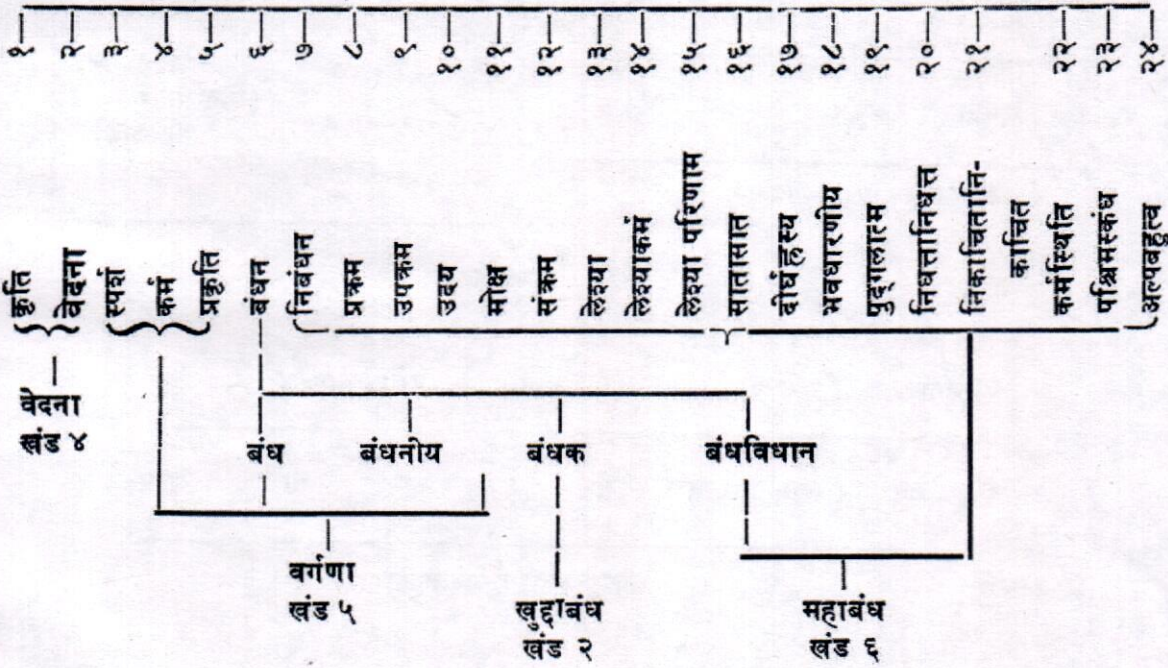 १
२
३
४
५
६
७
८
९
१०
११
१२
१३
१४
१५
१६
१७
१८
१९
२०
२१
२२
२३
२४
कृति
वेदना
स्पर्श
कर्म
प्रकृति
बंधन
निबंधन
प्रक्रम
उपक्रम
उदय
मोक्ष
संक्रम
लेश्या
लेश्याकर्म
लेश्या परिणाम
सातासात
दीर्घह्रस्व
भवधारणीय
पुद्गलात्म
निधत्तानिधत्त
निकाचितानि-
काचित
कर्मस्थिति
पश्चिमस्कंध
अल्पबहुत्व
वेदना
खंड ४
बंध
बंधनीय
बंधक
बंधविधान
वर्गणा
खंड ५
खुद्दाबंध
खंड २
महाबंध
खंड ६